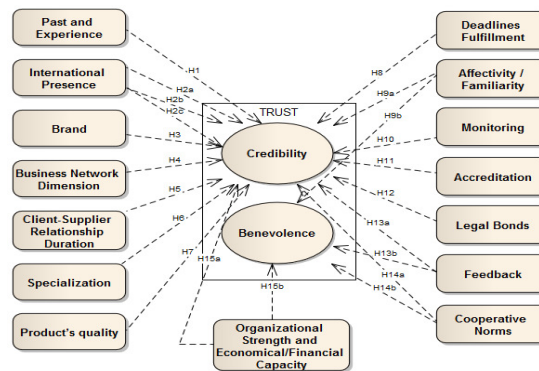 Past and
Experience
International
Presence
Brand
Business Network
Dimension
Client-Supplier
Relationship
Duration
Specialization
Product's quality
H1
H2a
H2b
H2c
H3
H4
H5
H6
H7
H15a
TRUST
Credibility
Benevolence
H15b
Organizational
Strength and
Economical/Financial
Capacity
H8
H9a
H9b
H10
H11
H12
H13a
H13b
H14a
H14b
Deadlines
Fulfillment
Affectivity /
Familiarity
Monitoring
Accreditation
Legal Bonds
Feedback
Cooperative
Norms